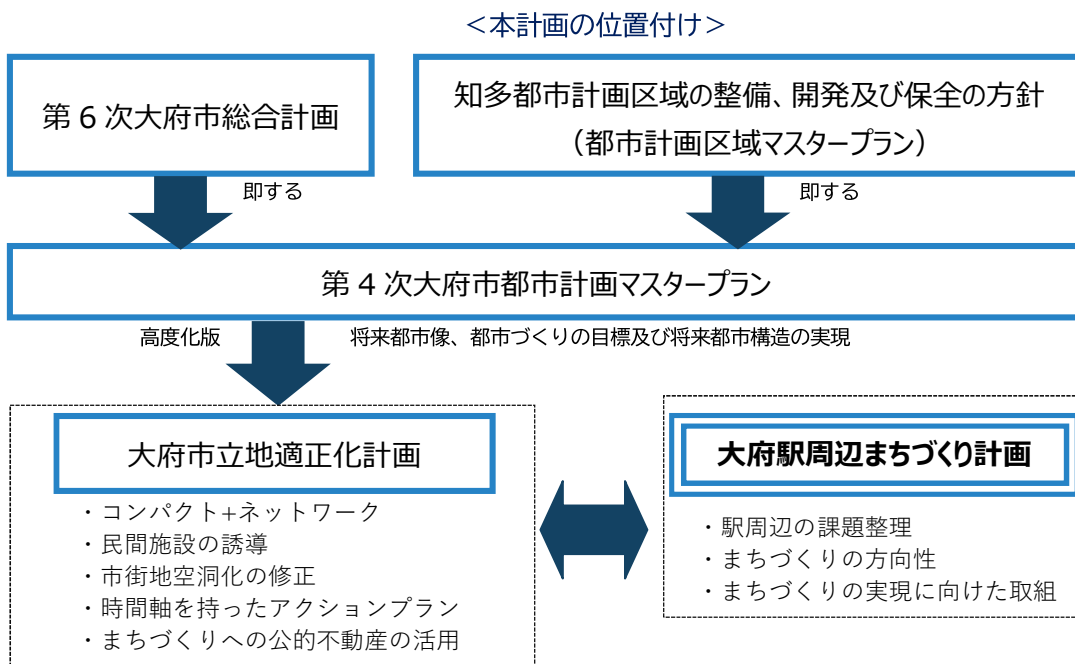 ＜本計画の位置付け＞
第６次大府市総合計画
知多都市計画区域の整備、開発及び保全の方針
（都市計画区域マスタープラン）
即する
即する
第４次大府市都市計画マスタープラン
高度化版
将来都市像、都市づくりの目標及び将来都市構造の実現
大府市立地適正化計画
・コンパクト+ネットワーク
・民間施設の誘導
・市街地空洞化の修正
・時間軸を持ったアクションプラン
・まちづくりへの公的不動産の活用
大府駅周辺まちづくり計画
・駅周辺の課題整理
・まちづくりの方向性
・まちづくりの実現に向けた取組